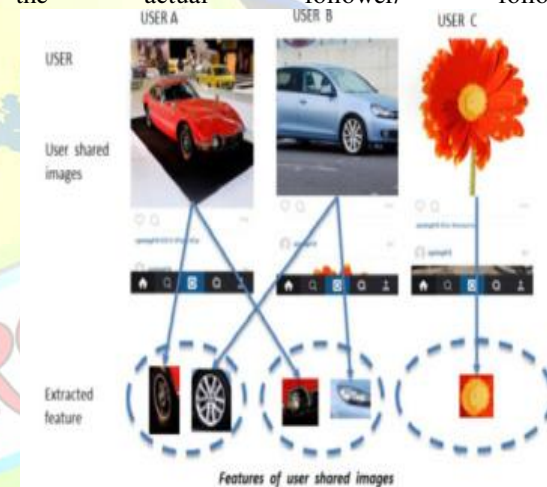 the actual follower/ follo
USER A USER B USER C
USER
User shared
images
Extracted
feature
Features of user shared images